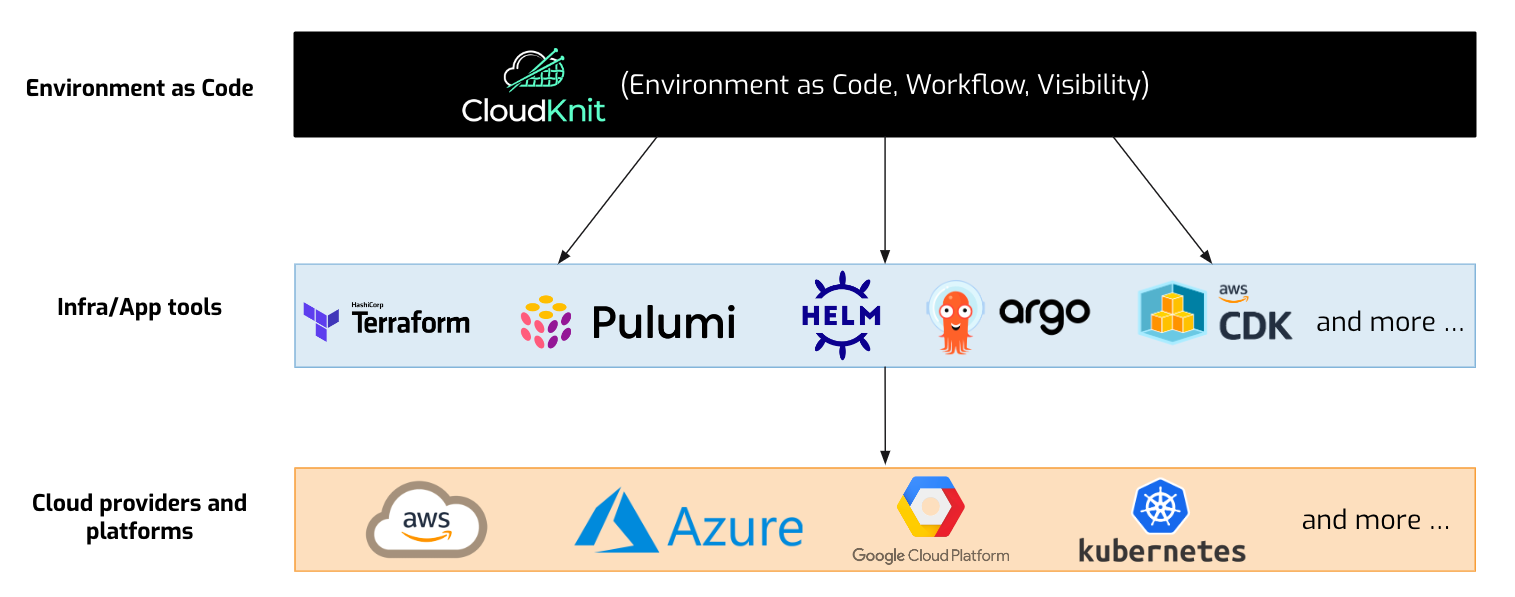 Environment as Code
CloudKnit
(Environment as Code, Workflow, Visibility)
Infra/App tools
HashiCorp
Terraform
Pulumi
HELM
argo
aws
CDK
and more ...
Cloud providers and
platforms
aws
Azure
Google Cloud Platform
kubernetes
and more ...